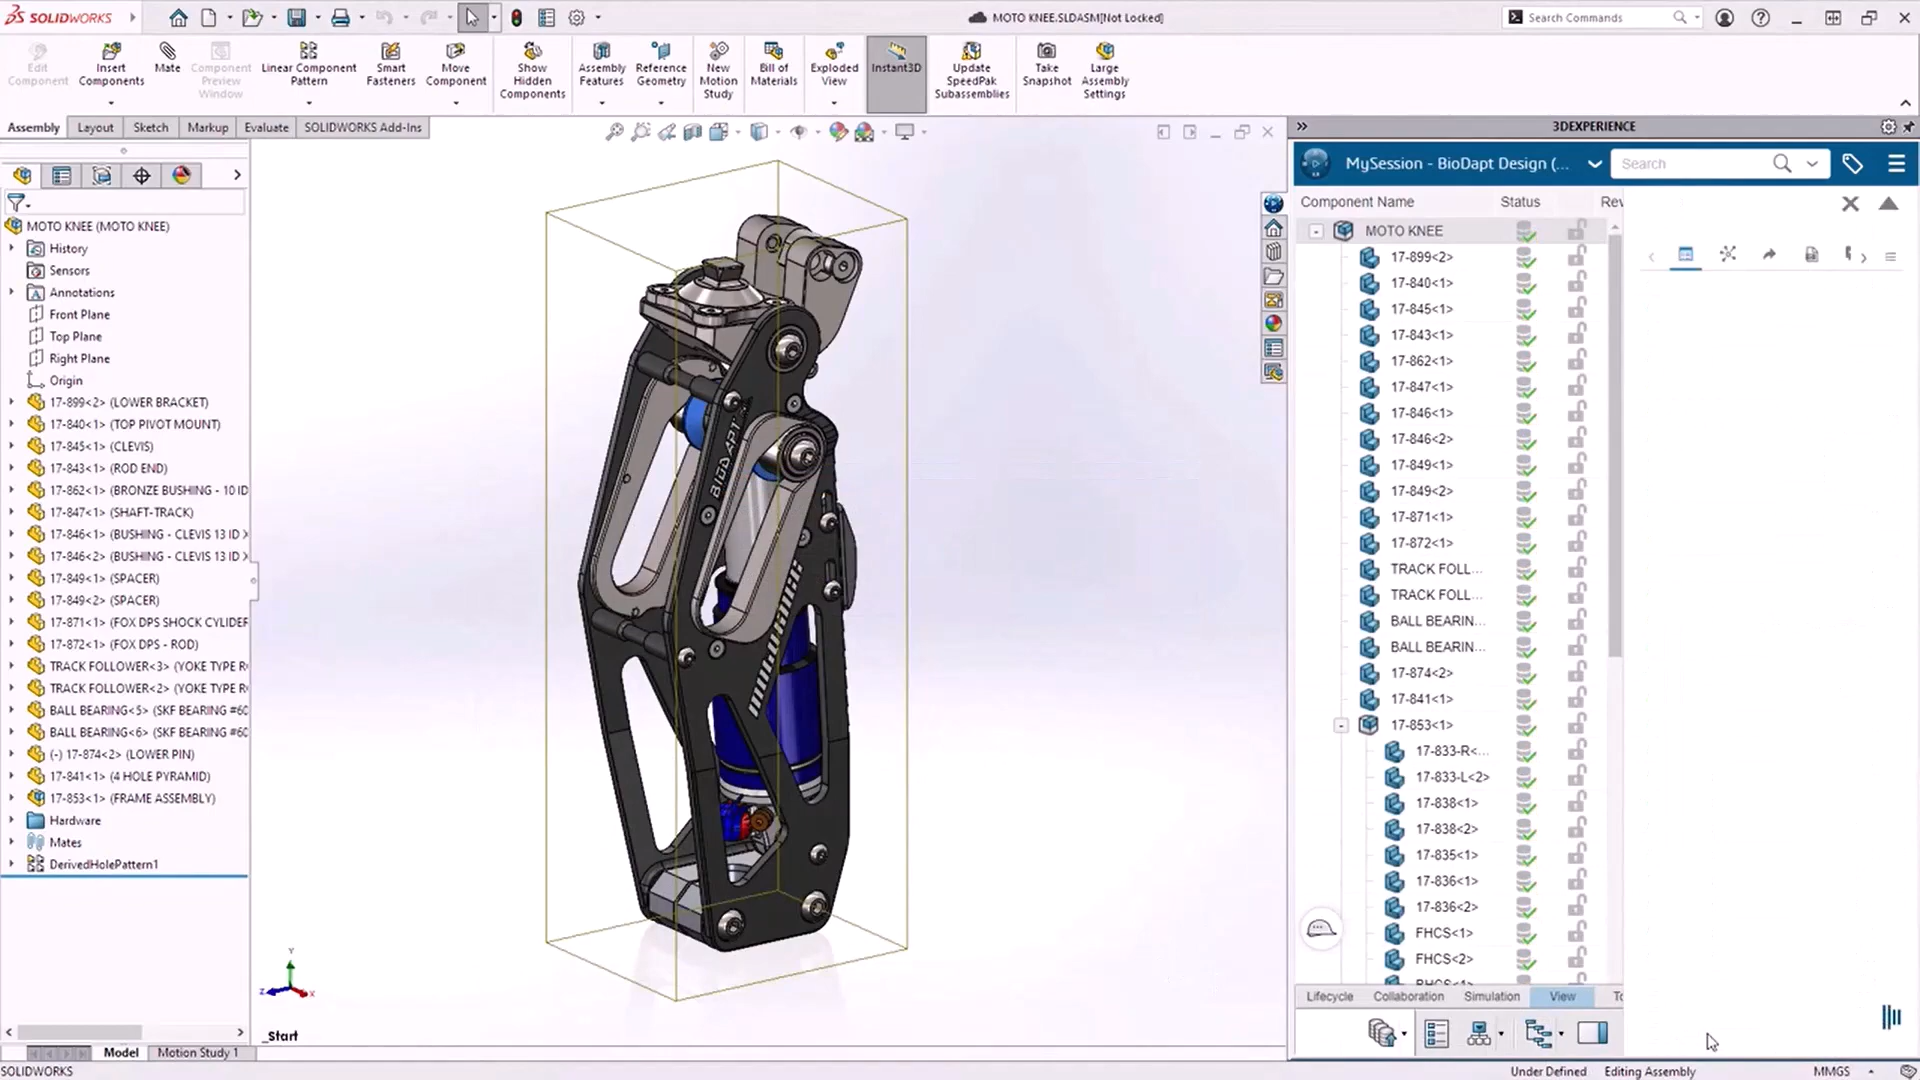 SOLIDWORKS
MOTO KNEE.SLDASM[Not Locked]
Search Commands
Edit Component
Insert Components
Mate
Component Preview Window
Linear Component Pattern
Smart Fasteners
Move Component
Show Hidden Components
Assembly Features
Reference Geometry
New Motion Study
Bill of Materials
Exploded View
Instant3D
Update SpeedPak Subassemblies
Take Snapshot
Large Assembly Settings
Assembly
Layout
Sketch
Markup
Evaluate
SOLIDWORKS Add-Ins
MOTO KNEE (MOTO KNEE)
History
Sensors
Annotations
Front Plane
Top Plane
Right Plane
Origin
17-899<2> (LOWER BRACKET)
17-840<1> (TOP PIVOT MOUNT)
17-845<1> (CLEVIS)
17-843<1> (ROD END)
17-862<1> (BRONZE BUSHING - 10 ID
17-847<1> (SHAFT-TRACK)
17-846<1> (BUSHING - CLEVIS 13 ID X
17-846<2> (BUSHING - CLEVIS 13 ID X
17-849<1> (SPACER)
17-849<2> (SPACER)
17-871<1> (FOX DPS SHOCK CYLIDER
17-872<1> (FOX DPS - ROD)
TRACK FOLLOWER<3> (YOKE TYPE R
TRACK FOLLOWER<2> (YOKE TYPE R
BALL BEARING<5> (SKF BEARING #60
BALL BEARING<6> (SKF BEARING #60
(-) 17-874<2> (LOWER PIN)
17-841<1> (4 HOLE PYRAMID)
17-853<1> (FRAME ASSEMBLY)
Hardware
Mates
DerivedHolePattern1
BIODAPT
Y
Z
X
_Start
Model
Motion Study 1
SOLIDWORKS
3DEXPERIENCE
MySession - BioDapt Design (...
Search
Component Name
Status
Rev
MOTO KNEE
17-899<2>
17-840<1>
17-845<1>
17-843<1>
17-862<1>
17-847<1>
17-846<1>
17-846<2>
17-849<1>
17-849<2>
17-871<1>
17-872<1>
TRACK FOLL...
TRACK FOLL...
BALL BEARIN...
BALL BEARIN...
17-874<2>
17-841<1>
17-853<1>
17-833-R<...
17-833-L<2>
17-838<1>
17-838<2>
17-835<1>
17-836<1>
17-836<2>
FHCS<1>
FHCS<2>
Lifecycle
Collaboration
Simulation
View
To
Under Defined
Editing Assembly
MMGS